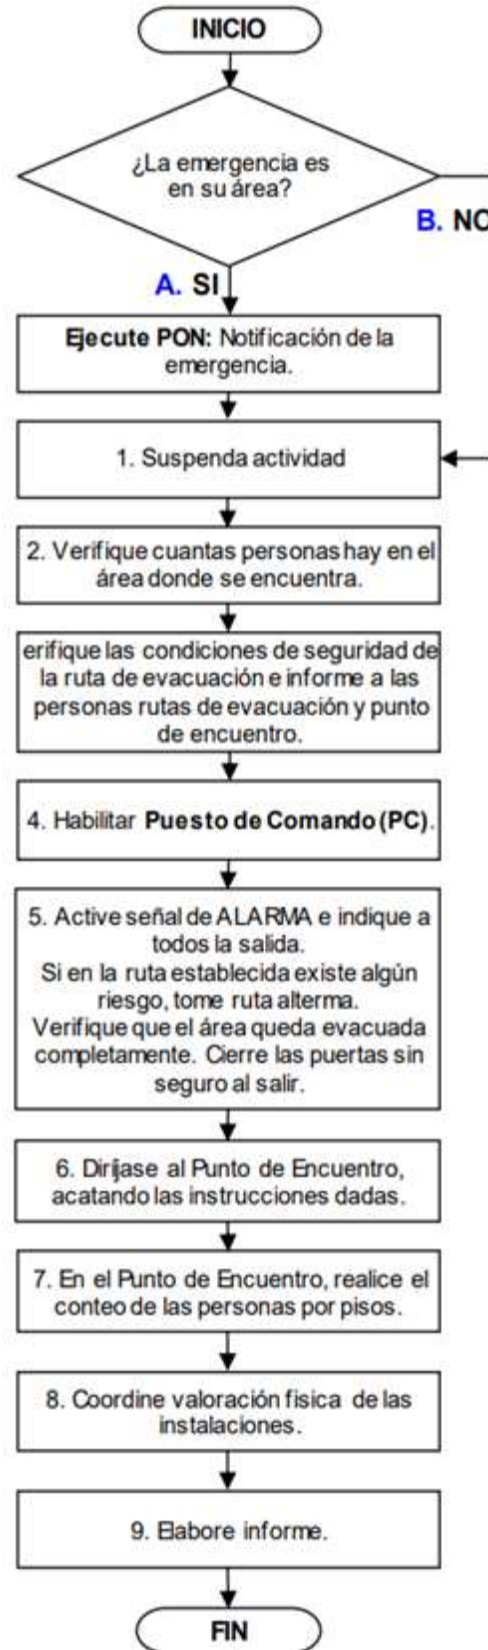 INICIO
¿La emergencia es
en su área?
B. NO
A. SI
Ejecute PON: Notificación de la
emergencia.
1. Suspenda actividad
2. Verifique cuantas personas hay en el
área donde se encuentra.
erifique las condiciones de seguridad de
la ruta de evacuación e informe a las
personas rutas de evacuación y punto
de encuentro.
4. Habilitar Puesto de Comando (PC).
5. Active señal de ALARMA e indique a
todos la salida.
Si en la ruta establecida existe algún
riesgo, tome ruta alterma.
Verifique que el área queda evacuada
completamente. Cierre las puertas sin
seguro al salir.
6. Diríjase al Punto de Encuentro,
acatando las instrucciones dadas.
7. En el Punto de Encuentro, realice el
conteo de las personas por pisos.
8. Coordine valoración fisica de las
instalaciones.
9. Elabore informe.
FIN